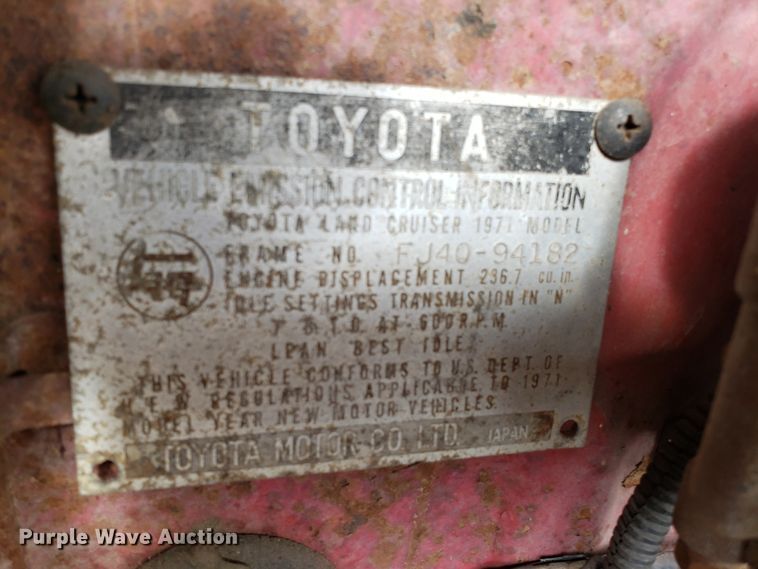 TOYOTA
VEHICLE EMISSION CONTROL INFORMATION
TOYOTA LAND CRUISER 1971 MODEL
FRAME NO. FJ40-94182
ENGINE DISPLACEMENT 236.7 cu.in.
IDLE SETTINGS TRANSMISSION IN "N"
AT 600 R.P.M.
LEAN BEST IDLE
THIS VEHICLE CONFORMS TO U.S. DEPT. OF
H.E.W. REGULATIONS APPLICABLE TO 1971
MODEL YEAR NEW MOTOR VEHICLES.
TOYOTA MOTOR CO., LTD. JAPAN
Purple Wave Auction